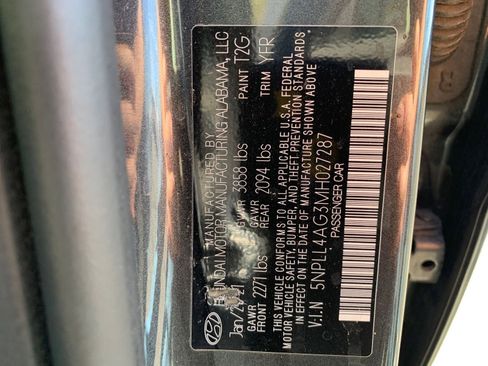 MFD BY
HYUNDAI MOTOR MANUFACTURING ALABAMA, LLC
Jan/21 GVWR 3858 lbs PAINT T2G
GAWR FRONT 2271 lbs GAWR REAR 2094 lbs TRIM YFR
THIS VEHICLE CONFORMS TO ALL APPLICABLE U.S.A. FEDERAL
MOTOR VEHICLE SAFETY, BUMPER, AND THEFT PREVENTION STANDARDS
IN EFFECT ON THE DATE OF MANUFACTURE SHOWN ABOVE
V.I.N 5NPLL4AG3MH027287
PASSENGER CAR